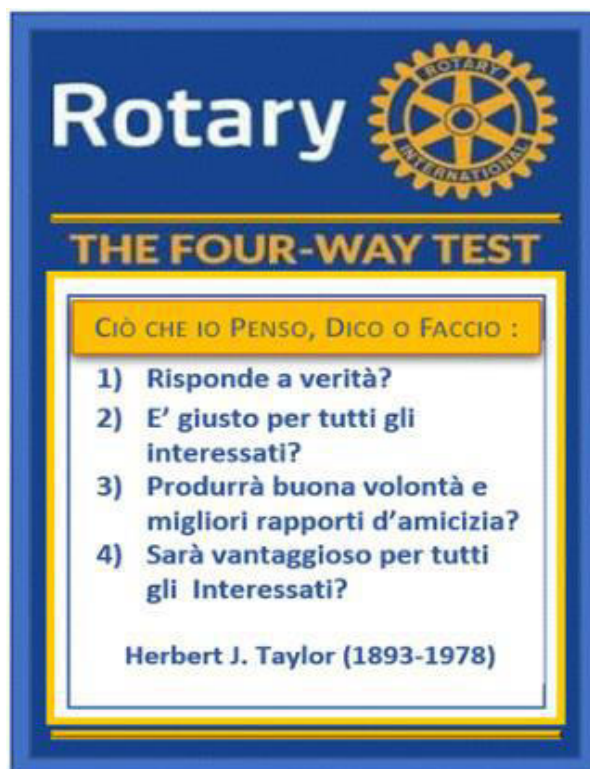 Rotary
ROTARY
INTERNATIONAL
THE FOUR-WAY TEST
CIÒ CHE IO PENSO, DICO O FACCIO :
1) Risponde a verità?
2) E' giusto per tutti gli
interessati?
3) Produrrà buona volontà e
migliori rapporti d'amicizia?
4) Sarà vantaggioso per tutti
gli Interessati?
Herbert J. Taylor (1893-1978)